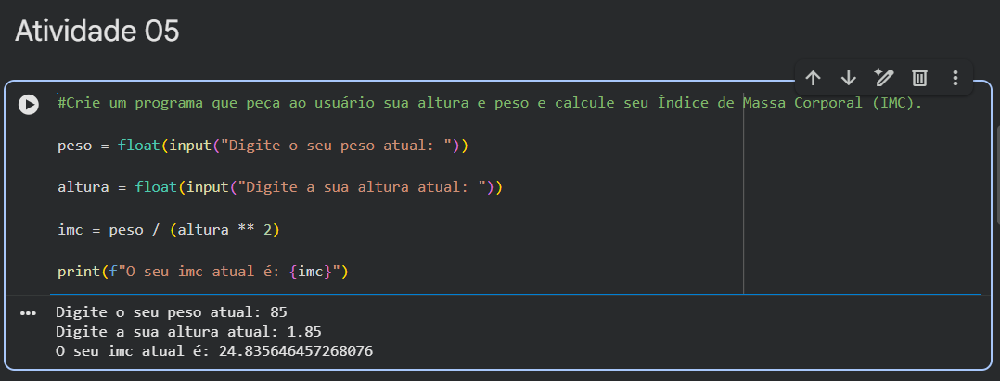 Atividade 05
#Crie um programa que peça ao usuário sua altura e peso e calcule seu Índice de Massa Corporal (IMC).
peso = float(input("Digite o seu peso atual: "))
altura = float(input("Digite a sua altura atual: "))
imc = peso / (altura ** 2)
print(f"O seu imc atual é: {imc}")
Digite o seu peso atual: 85
Digite a sua altura atual: 1.85
O seu imc atual é: 24.835646457268076